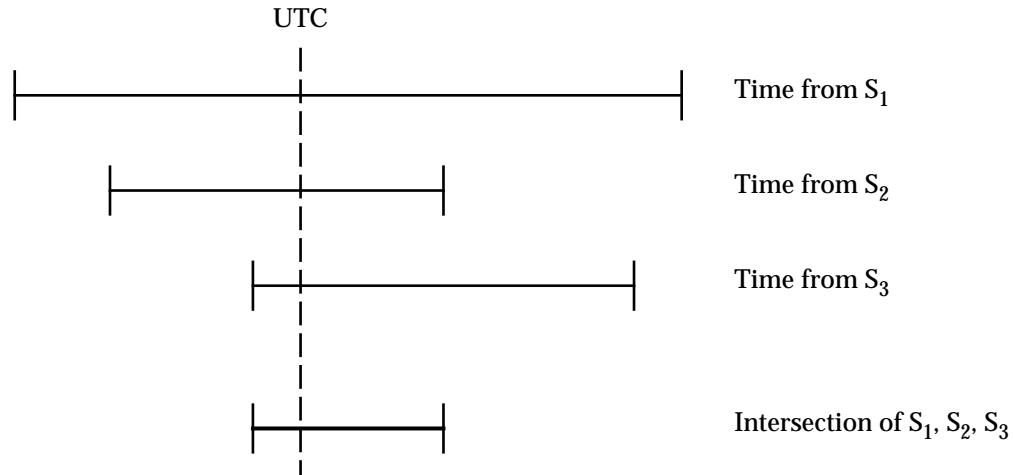 UTC
Time from S₁
Time from S₂
Time from S₃
Intersection of S₁, S₂, S₃